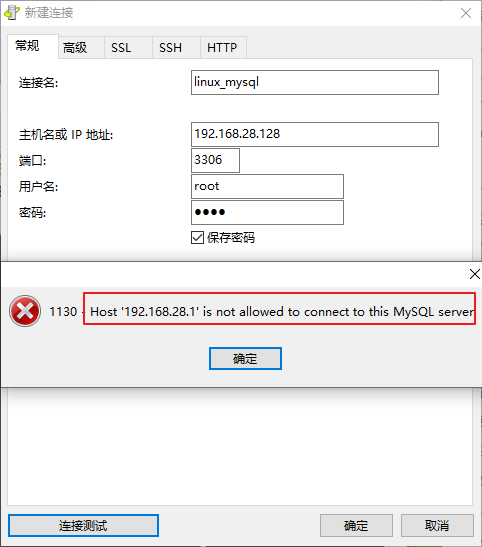 新建连接
常规 高级 SSL SSH HTTP
连接名: linux_mysql
主机名或 IP 地址: 192.168.28.128
端口: 3306
用户名: root
密码: ●●●●
保存密码
1130 - Host '192.168.28.1' is not allowed to connect to this MySQL server
确定
连接测试 确定 取消